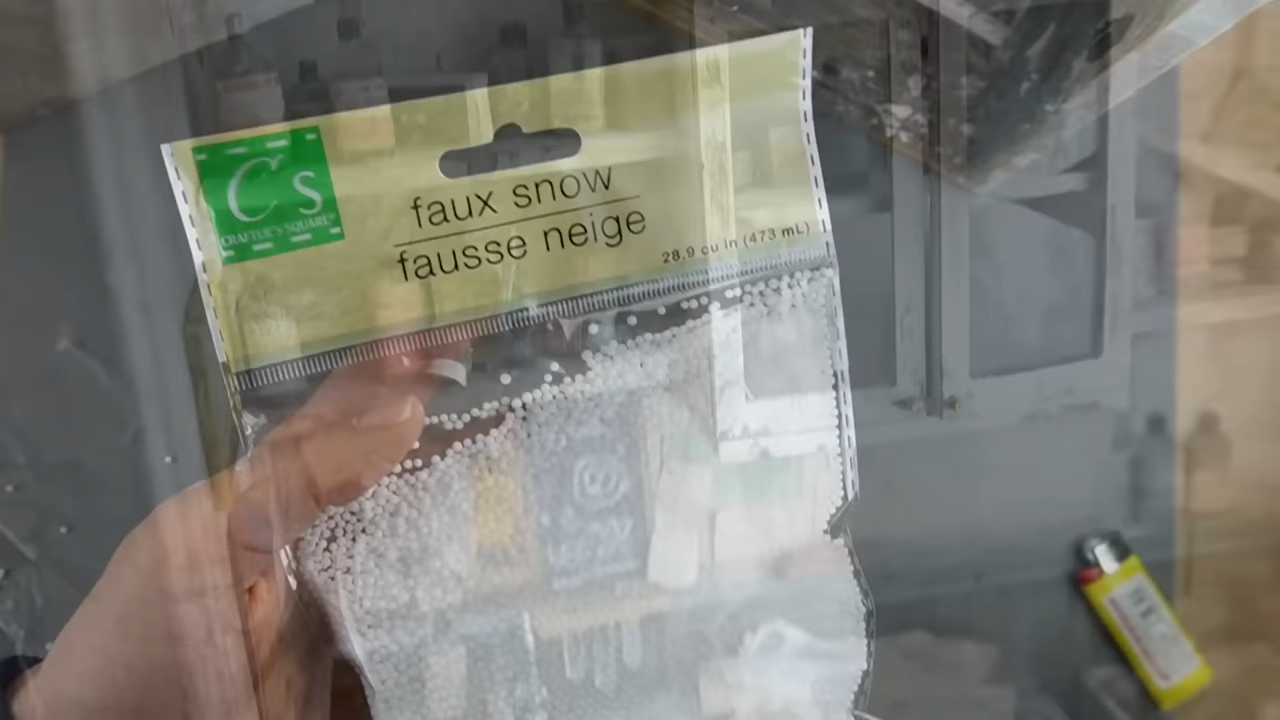 Cs
CRAFTER'S SQUARE
faux snow
fausse neige
28.9 cu in (473 mL)